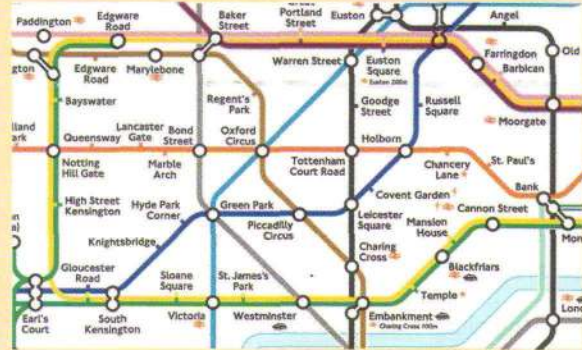 Paddington
Edgware
Road
Baker
Street
Great
Portland
Street
Euston
Angel
Edgware
Road
Marylebone
Warren Street
Euston
Square
Euston 200m
Farringdon
Barbican
Old
Bayswater
Regent's
Park
Goodge
Street
Russell
Square
Moorgate
Queensway
Lancaster
Gate
Bond
Street
Oxford
Circus
Holborn
Notting
Hill Gate
Marble
Arch
Tottenham
Court Road
Chancery
Lane
St. Paul's
Bank
High Street
Kensington
Hyde Park
Corner
Green Park
Piccadilly
Circus
Leicester
Square
Covent Garden
Cannon Street
Mansion
House
Knightsbridge
Charing
Cross
Blackfriars
Gloucester
Road
Sloane
Square
St. James's
Park
Temple
Earl's
Court
South
Kensington
Victoria
Westminster
Embankment
Charing Cross 100m